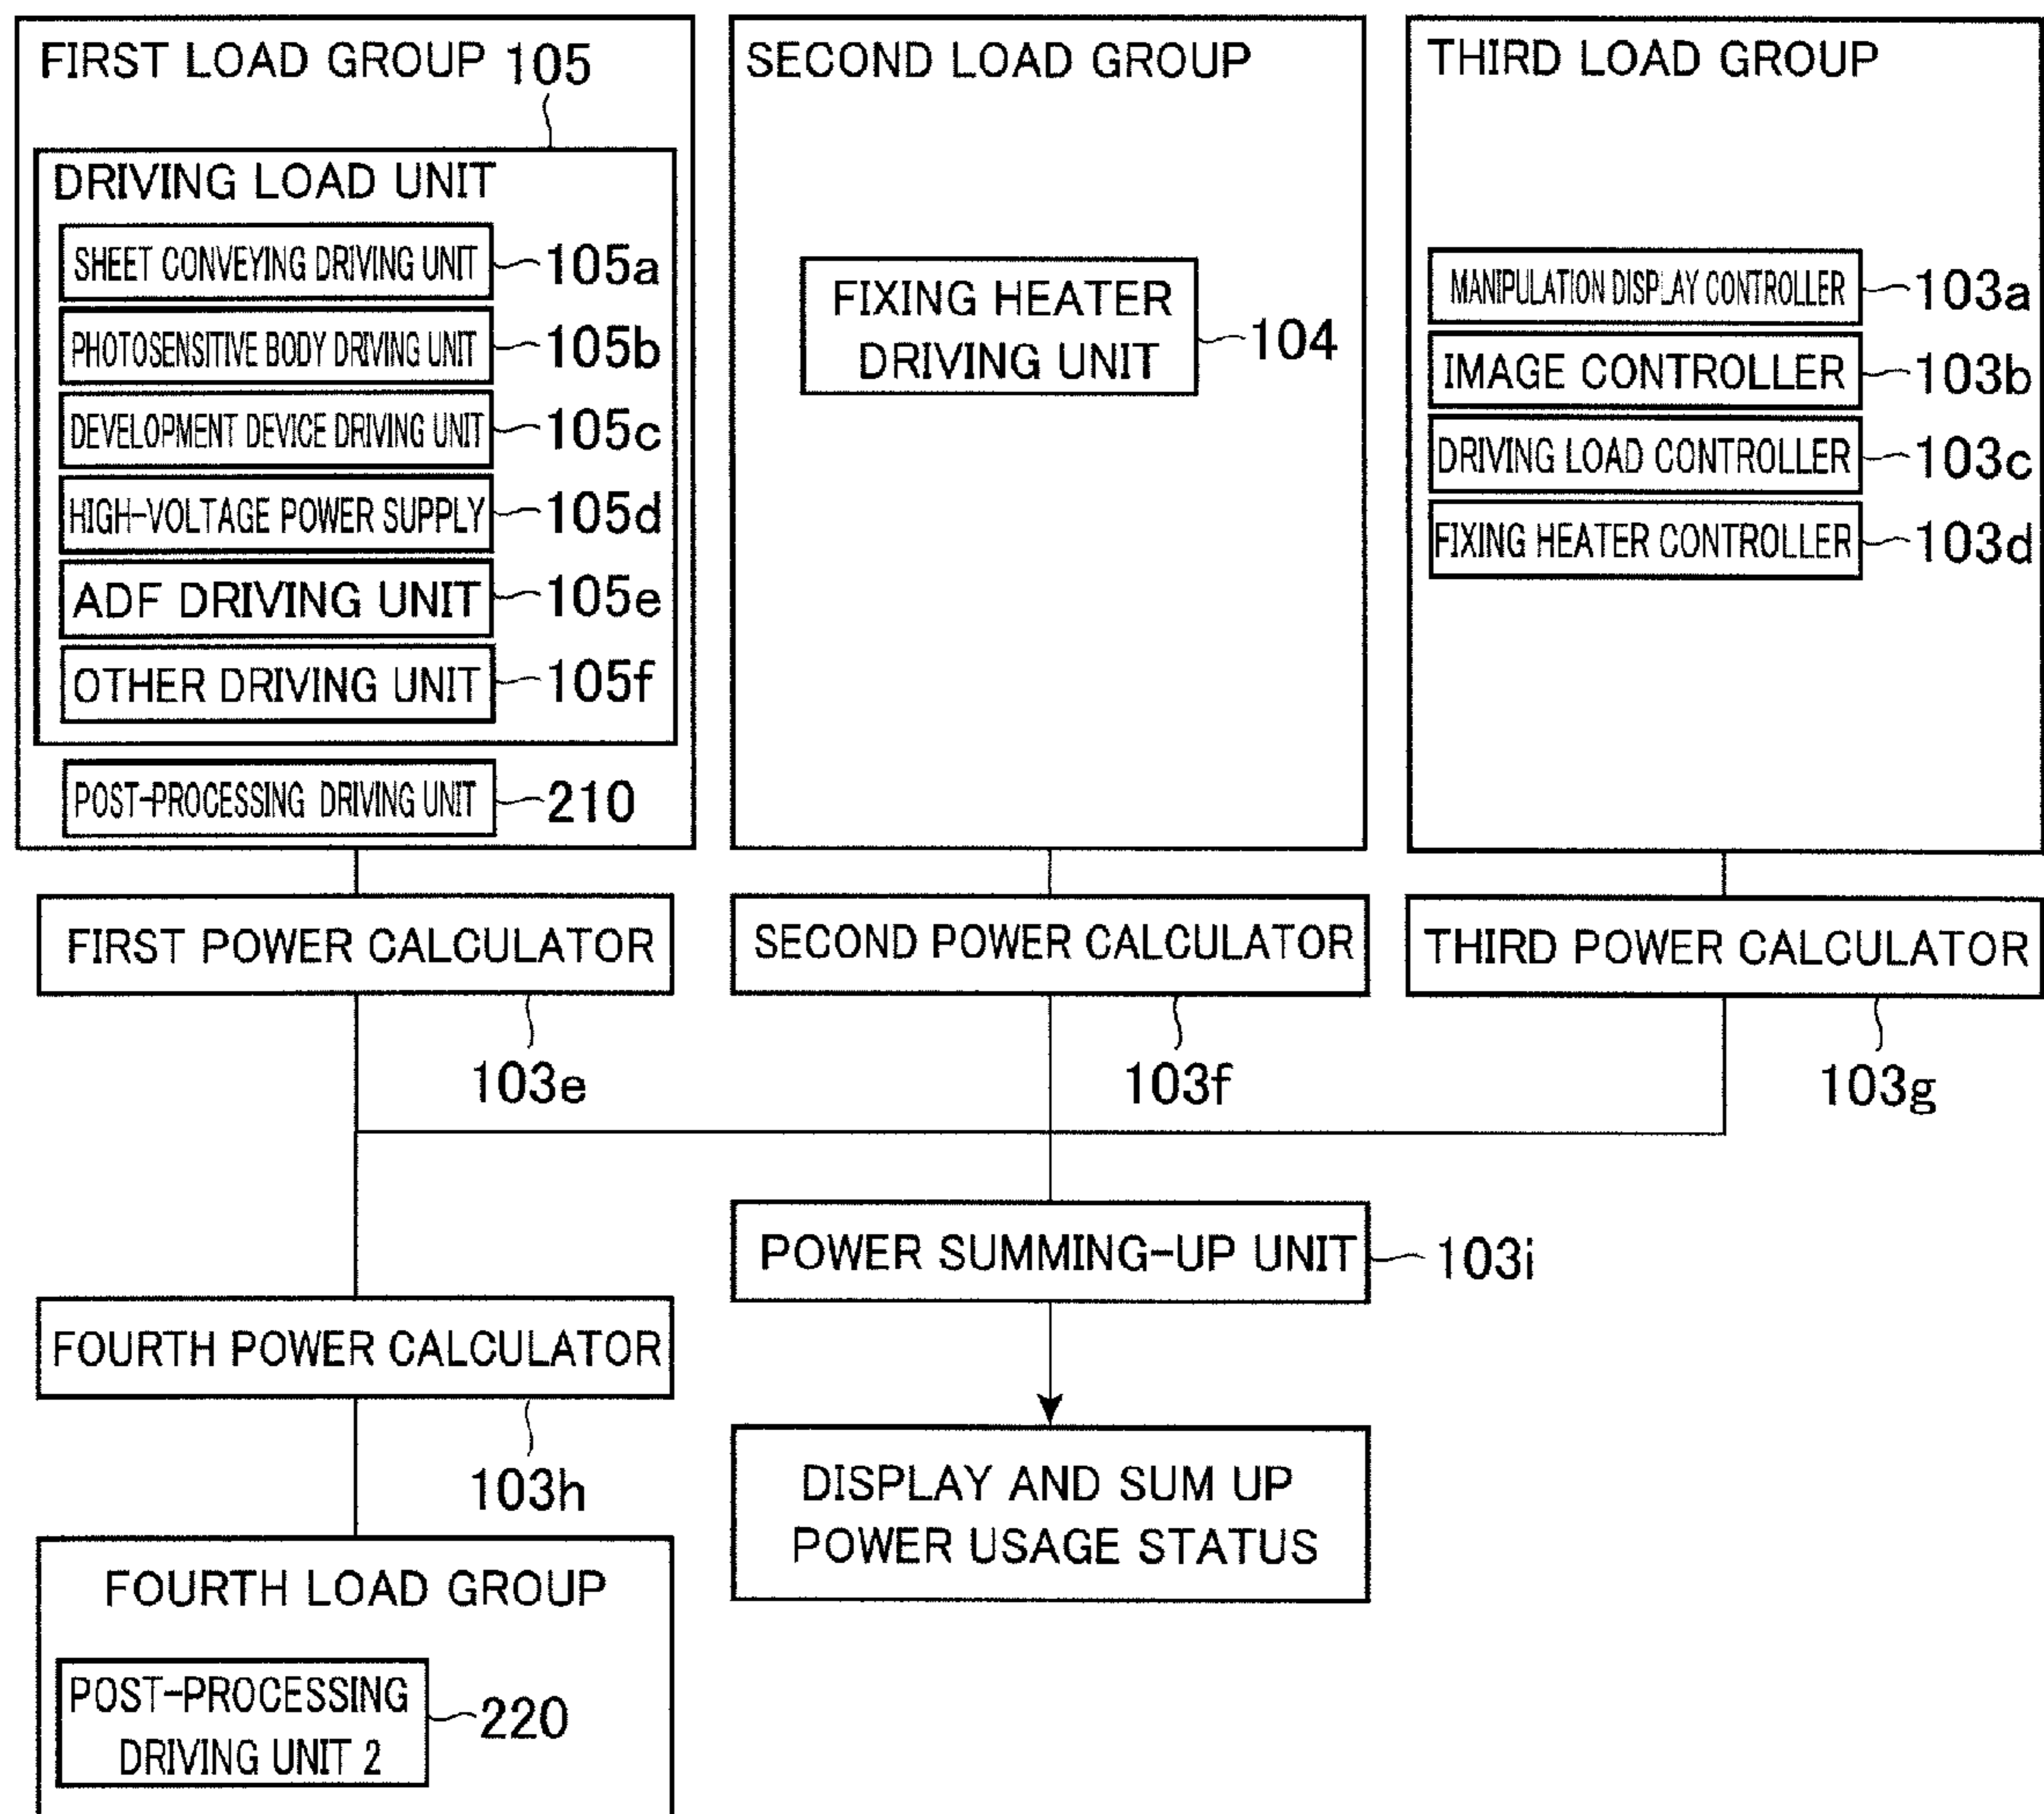 FIRST LOAD GROUP 105
DRIVING LOAD UNIT
SHEET CONVEYING DRIVING UNIT 105a
PHOTOSENSITIVE BODY DRIVING UNIT 105b
DEVELOPMENT DEVICE DRIVING UNIT 105c
HIGH-VOLTAGE POWER SUPPLY 105d
ADF DRIVING UNIT 105e
OTHER DRIVING UNIT 105f
POST-PROCESSING DRIVING UNIT 210
SECOND LOAD GROUP
FIXING HEATER
DRIVING UNIT 104
THIRD LOAD GROUP
MANIPULATION DISPLAY CONTROLLER 103a
IMAGE CONTROLLER 103b
DRIVING LOAD CONTROLLER 103c
FIXING HEATER CONTROLLER 103d
FIRST POWER CALCULATOR
103e
SECOND POWER CALCULATOR
103f
THIRD POWER CALCULATOR
103g
POWER SUMMING-UP UNIT 103i
FOURTH POWER CALCULATOR
103h
DISPLAY AND SUM UP
POWER USAGE STATUS
FOURTH LOAD GROUP
POST-PROCESSING
DRIVING UNIT 2 220